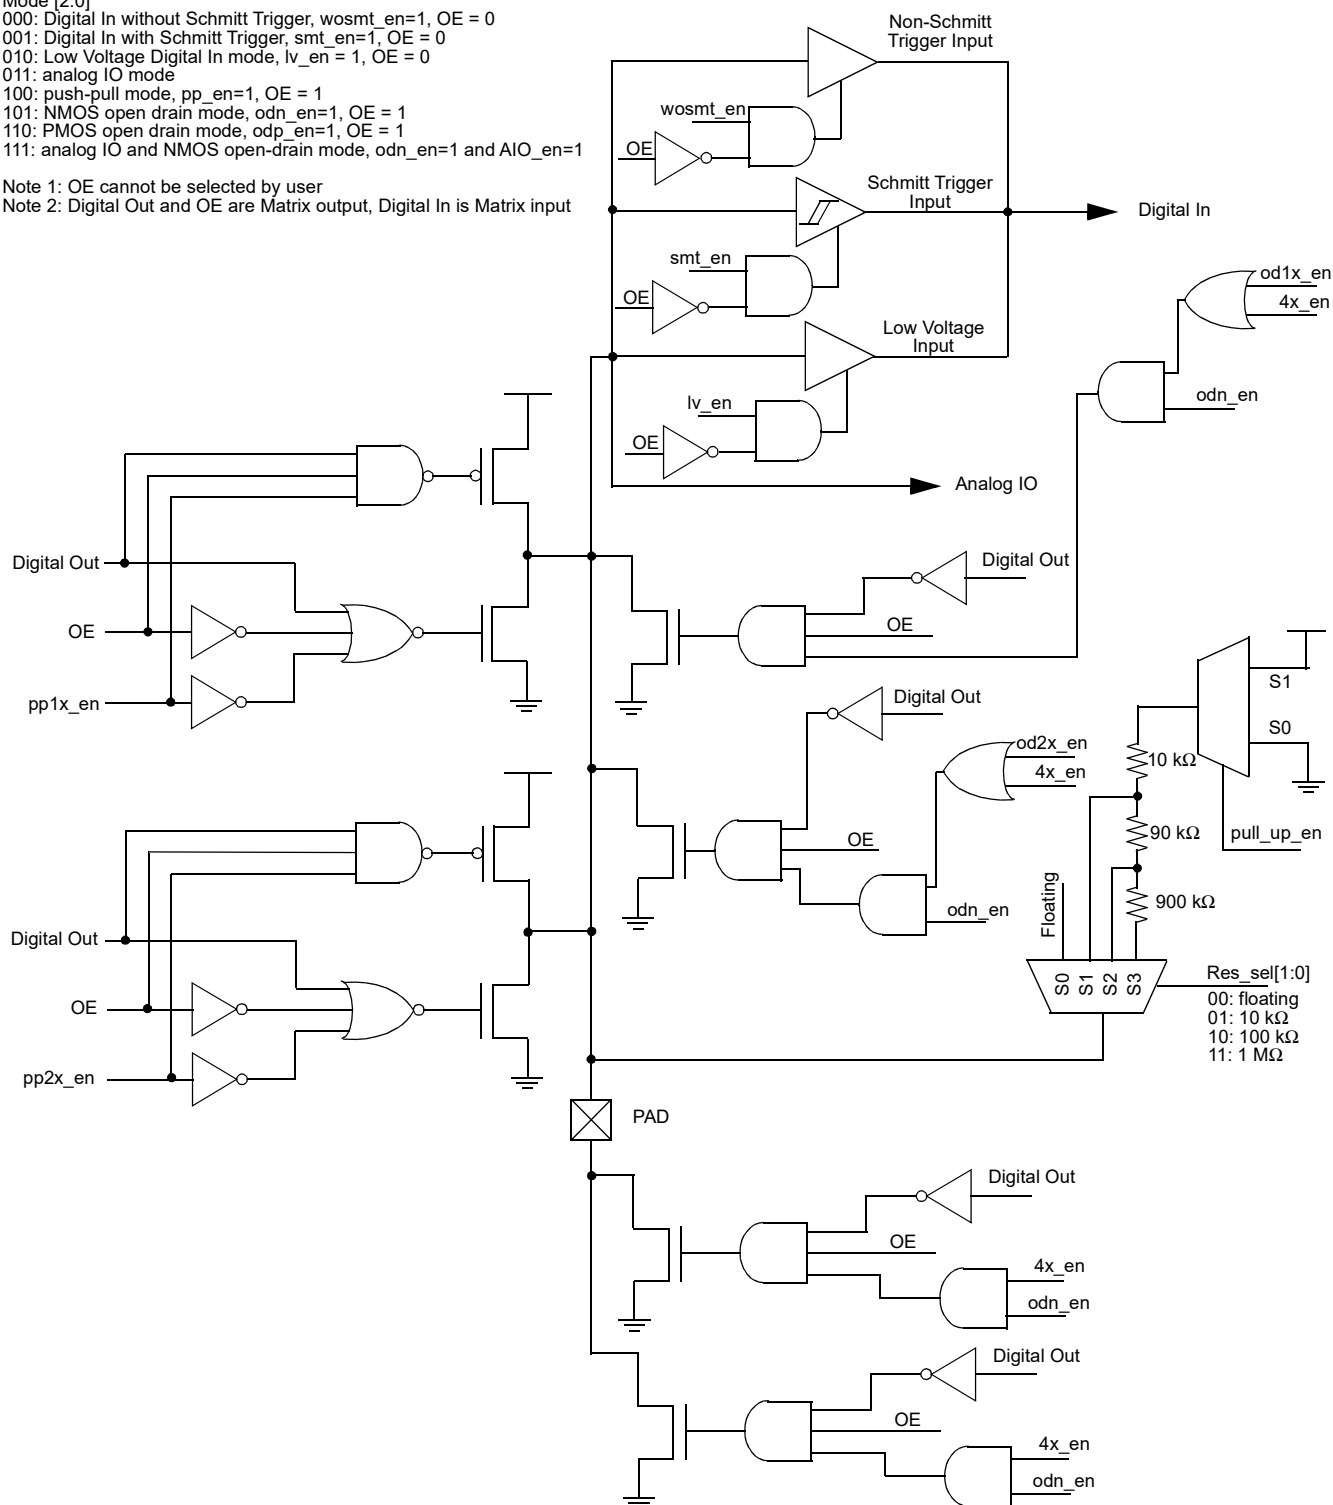 Mode [2:0]
000: Digital In without Schmitt Trigger, wosmt_en=1, OE = 0
001: Digital In with Schmitt Trigger, smt_en=1, OE = 0
010: Low Voltage Digital In mode, lv_en = 1, OE = 0
011: analog IO mode
100: push-pull mode, pp_en=1, OE = 1
101: NMOS open drain mode, odn_en=1, OE = 1
110: PMOS open drain mode, odp_en=1, OE = 1
111: analog IO and NMOS open-drain mode, odn_en=1 and AIO_en=1
Note 1: OE cannot be selected by user
Note 2: Digital Out and OE are Matrix output, Digital In is Matrix input
Non-Schmitt
Trigger Input
wosmt_en
OE
Schmitt Trigger
Input
Digital In
smt_en
OE
od1x_en
4x_en
Low Voltage
Input
lv_en
OE
odn_en
Analog IO
Digital Out
OE
pp1x_en
Digital Out
OE
S1
S0
10 kΩ
90 kΩ
900 kΩ
pull_up_en
Digital Out
od2x_en
4x_en
OE
odn_en
Floating
S0
S1
S2
S3
Res_sel[1:0]
00: floating
01: 10 kΩ
10: 100 kΩ
11: 1 MΩ
Digital Out
OE
pp2x_en
PAD
Digital Out
OE
4x_en
odn_en
Digital Out
OE
4x_en
odn_en